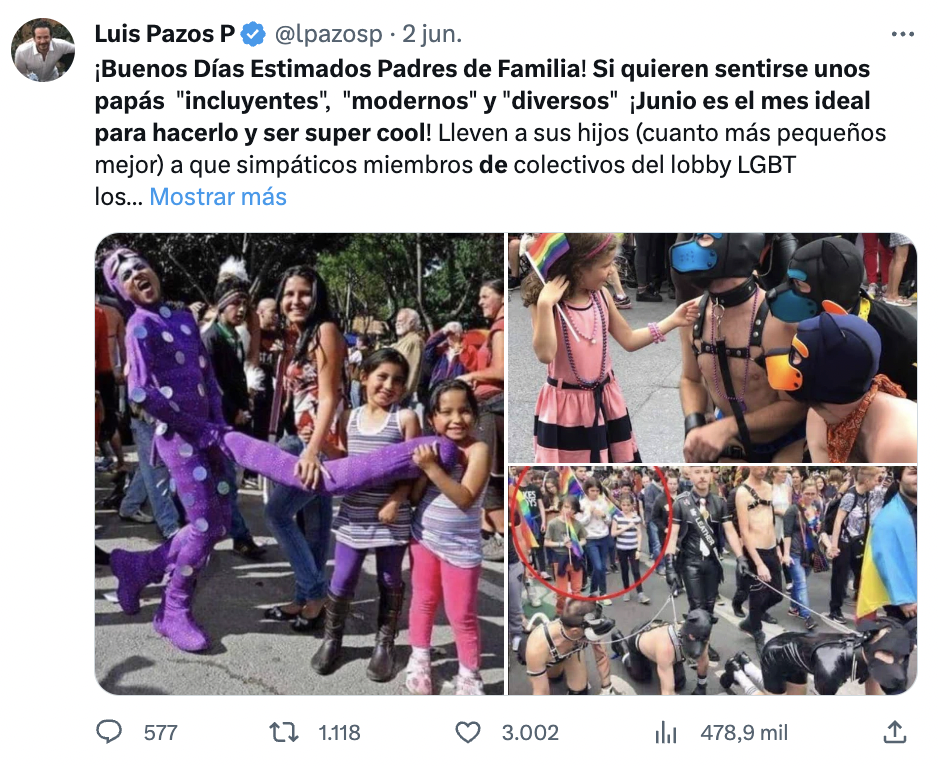 Luis Pazos P @lpazosp · 2 jun.
¡Buenos Días Estimados Padres de Familia! Si quieren sentirse unos
papás "incluyentes", "modernos" y "diversos" ¡Junio es el mes ideal
para hacerlo y ser super cool! Lleven a sus hijos (cuanto más pequeños
mejor) a que simpáticos miembros de colectivos del lobby LGBT
los... Mostrar más
LEATHER
577 1.118 3.002 478,9 mil